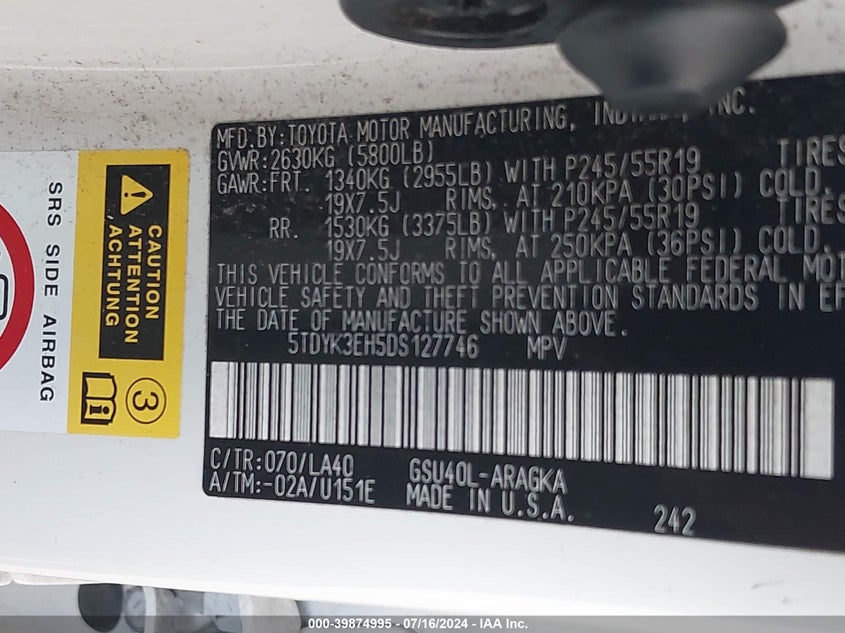 MFD.BY:TOYOTA MOTOR MANUFACTURING, INC.
GVWR:2630KG (5800LB)
GAWR:FRT. 1340KG (2955LB) WITH P245/55R19 TIRES
19X7.5J RIMS, AT 210KPA (30PSI) COLD.
RR. 1530KG (3375LB) WITH P245/55R19 TIRES
19X7.5J RIMS, AT 250KPA (36PSI) COLD.
THIS VEHICLE CONFORMS TO ALL APPLICABLE FEDERAL MOT
VEHICLE SAFETY AND THEFT PREVENTION STANDARDS IN EF
THE DATE OF MANUFACTURE SHOWN ABOVE.
5TDYK3EH5DS127746 MPV
C/TR:070/LA40 GSU40L-ARAGKA
A/TM:-02A/U151E MADE IN U.S.A.
242
SRS SIDE AIRBAG
CAUTION
ATTENTION
ACHTUNG
3
000-39874995 - 07/16/2024 - IAA Inc.